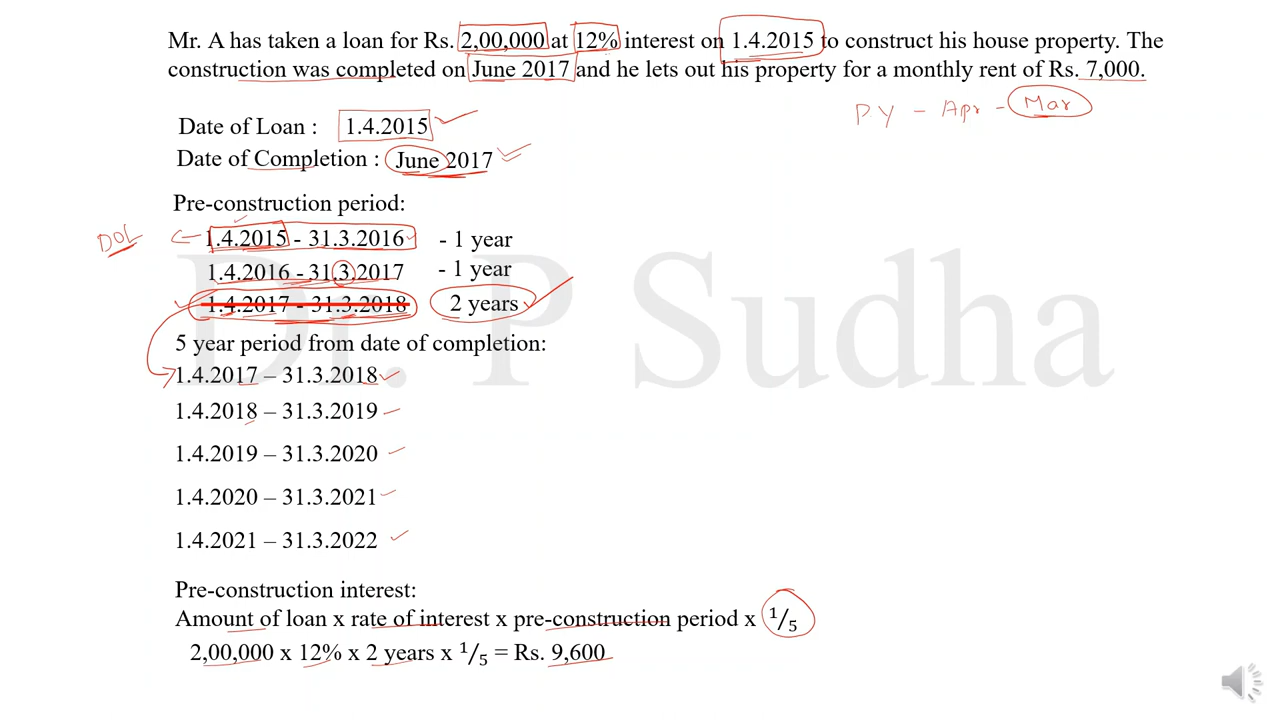 Mr. A has taken a loan for Rs. 2,00,000 at 12% interest on 1.4.2015 to construct his house property. The
construction was completed on June 2017 and he lets out his property for a monthly rent of Rs. 7,000.
PY - Apr - Mar
Date of Loan : 1.4.2015
Date of Completion : June 2017
Pre-construction period:
DOL 1.4.2015 - 31.3.2016 - 1 year
1.4.2016 - 31.3.2017 - 1 year
1.4.2017 - 31.3.2018 2 years
Dr. P Sudha
5 year period from date of completion:
1.4.2017 – 31.3.2018
1.4.2018 – 31.3.2019
1.4.2019 – 31.3.2020
1.4.2020 – 31.3.2021
1.4.2021 – 31.3.2022
Pre-construction interest:
Amount of loan x rate of interest x pre-construction period x 1/5
2,00,000 x 12% x 2 years x 1/5 = Rs. 9,600